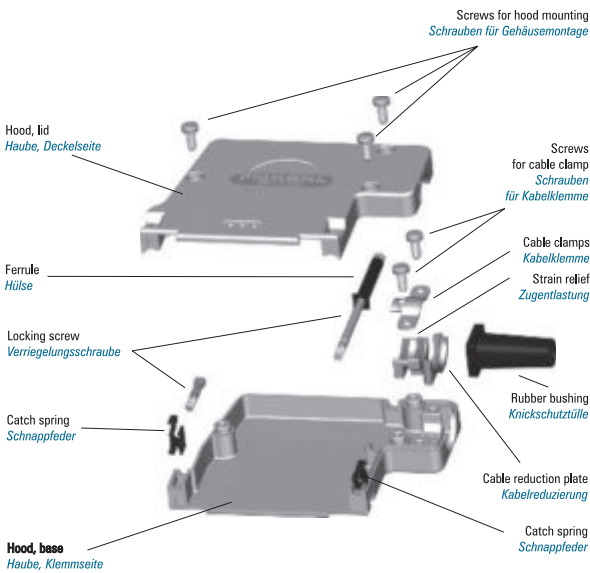 Screws for hood mounting
Schrauben für Gehäusemontage
Hood, lid
Haube, Deckelseite
Screws
for cable clamp
Schrauben
für Kabelklemme
Cable clamps
Kabelklemme
Ferrule
Hülse
Strain relief
Zugentlastung
Locking screw
Verriegelungsschraube
Rubber bushing
Knickschutztülle
Catch spring
Schnappfeder
Cable reduction plate
Kabelreduzierung
Catch spring
Schnappfeder
Hood, base
Haube, Klemmseite